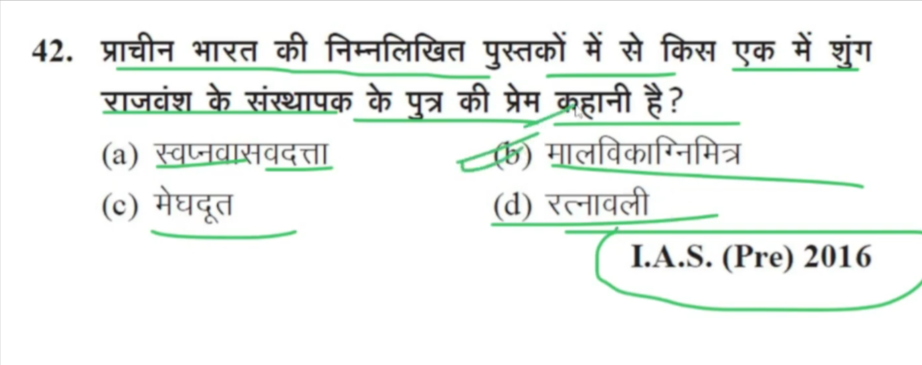 42. प्राचीन भारत की निम्नलिखित पुस्तकों में से किस एक में शुंग
राजवंश के संस्थापक के पुत्र की प्रेम कहानी है?
(a) स्वप्नवासवदत्ता (b) मालविकाग्निमित्र
(c) मेघदूत (d) रत्नावली
I.A.S. (Pre) 2016